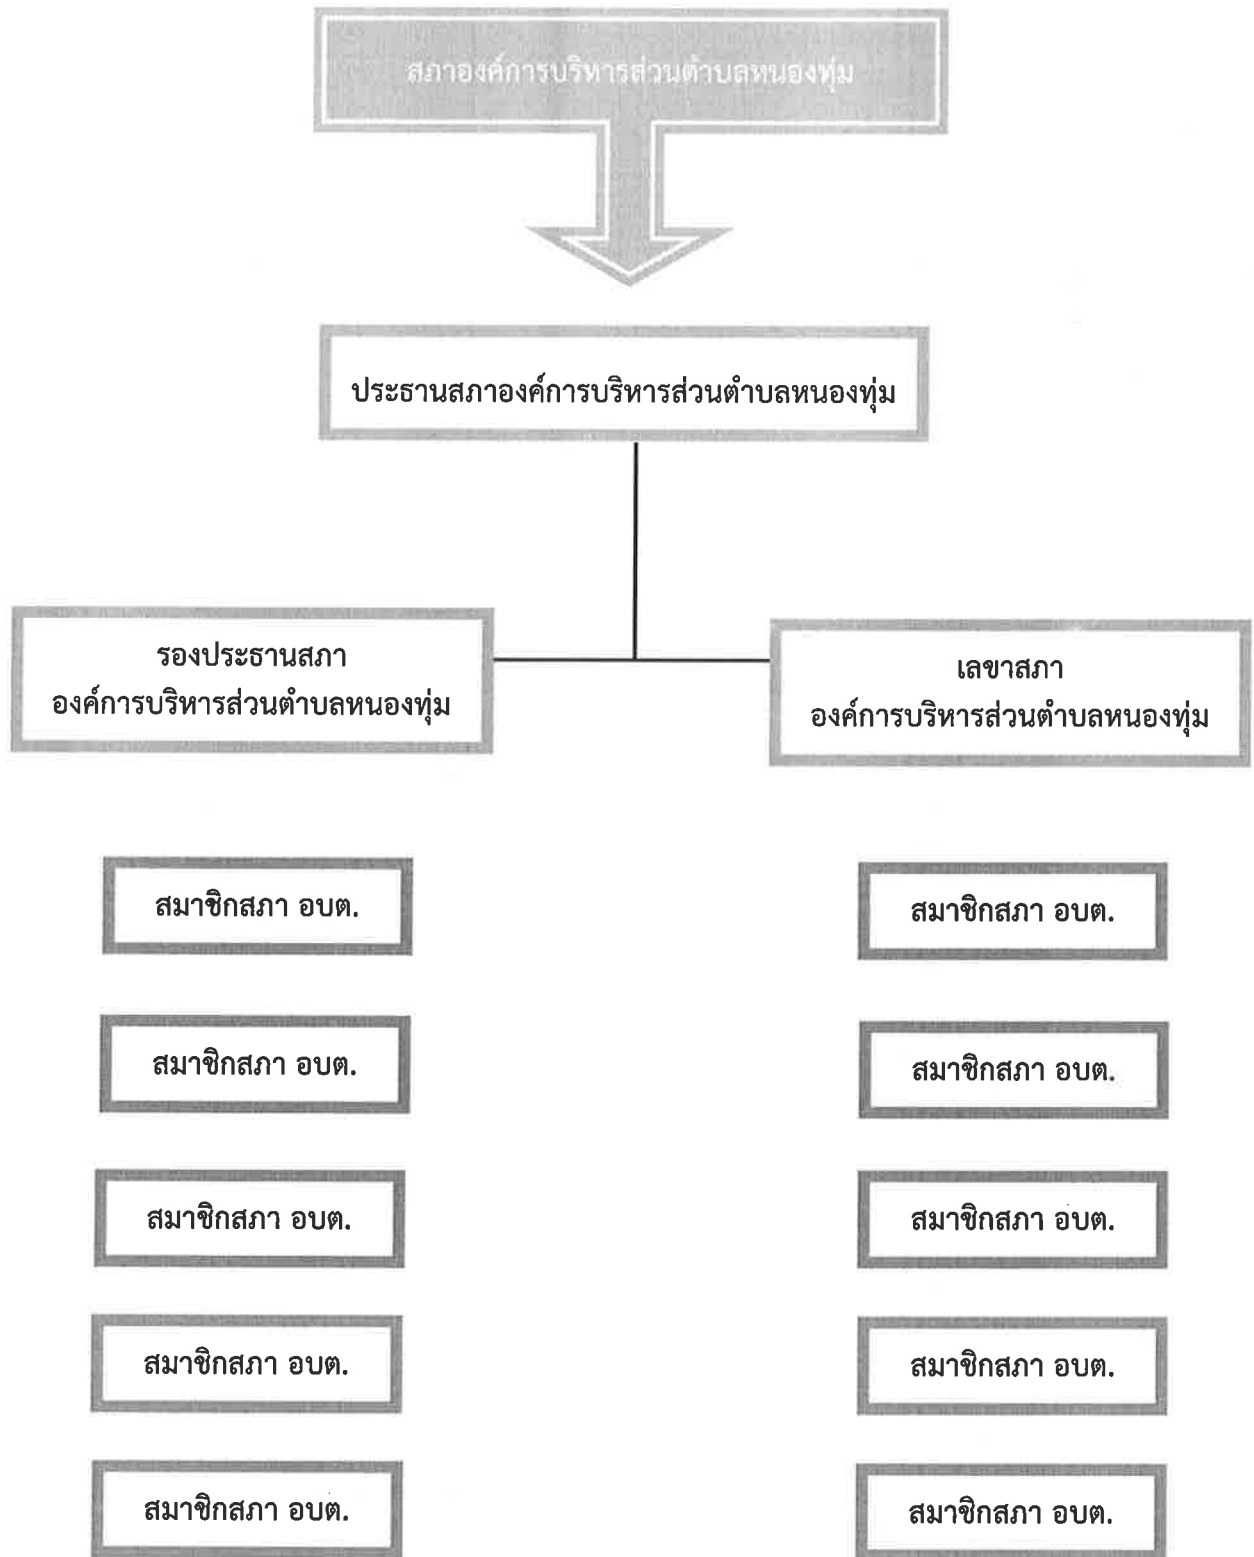 สภาองค์การบริหารส่วนตำบลหนองทุ่ม
ประธานสภาองค์การบริหารส่วนตำบลหนองทุ่ม
รองประธานสภา
องค์การบริหารส่วนตำบลหนองทุ่ม
เลขาสภา
องค์การบริหารส่วนตำบลหนองทุ่ม
สมาชิกสภา อบต.
สมาชิกสภา อบต.
สมาชิกสภา อบต.
สมาชิกสภา อบต.
สมาชิกสภา อบต.
สมาชิกสภา อบต.
สมาชิกสภา อบต.
สมาชิกสภา อบต.
สมาชิกสภา อบต.
สมาชิกสภา อบต.